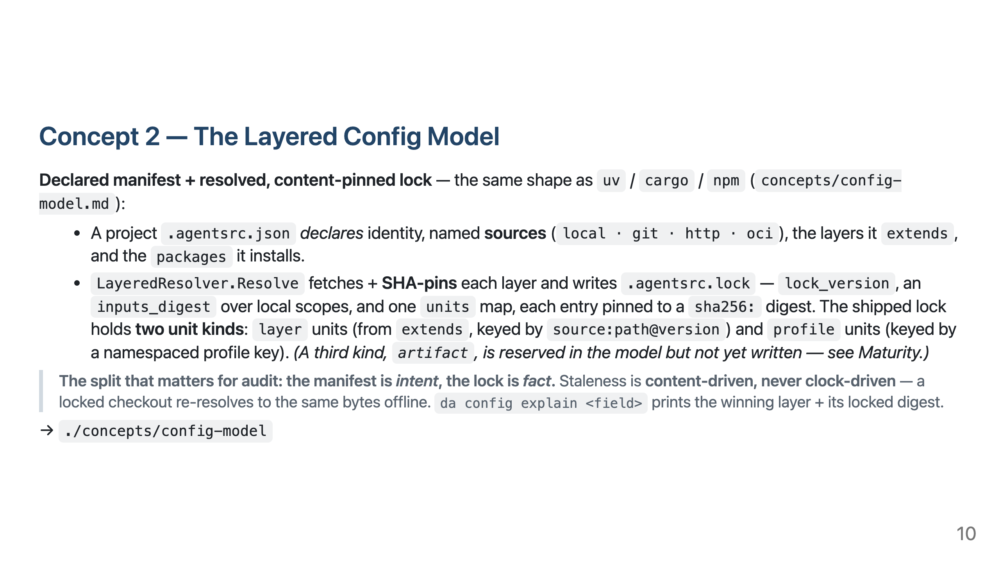 Concept 2 — The Layered Config Model
Declared manifest + resolved, content-pinned lock — the same shape as uv / cargo / npm (concepts/config-
model.md):
• A project .agentsrc.json declares identity, named sources (local · git · http · oci), the layers it extends,
and the packages it installs.
• LayeredResolver.Resolve fetches + SHA-pins each layer and writes .agentsrc.lock — lock_version, an
inputs_digest over local scopes, and one units map, each entry pinned to a sha256: digest. The shipped lock
holds two unit kinds: layer units (from extends, keyed by source:path@version) and profile units (keyed by
a namespaced profile key). (A third kind, artifact, is reserved in the model but not yet written — see Maturity.)
The split that matters for audit: the manifest is intent, the lock is fact. Staleness is content-driven, never clock-driven — a
locked checkout re-resolves to the same bytes offline. da config explain <field> prints the winning layer + its locked digest.
→ ./concepts/config-model
10